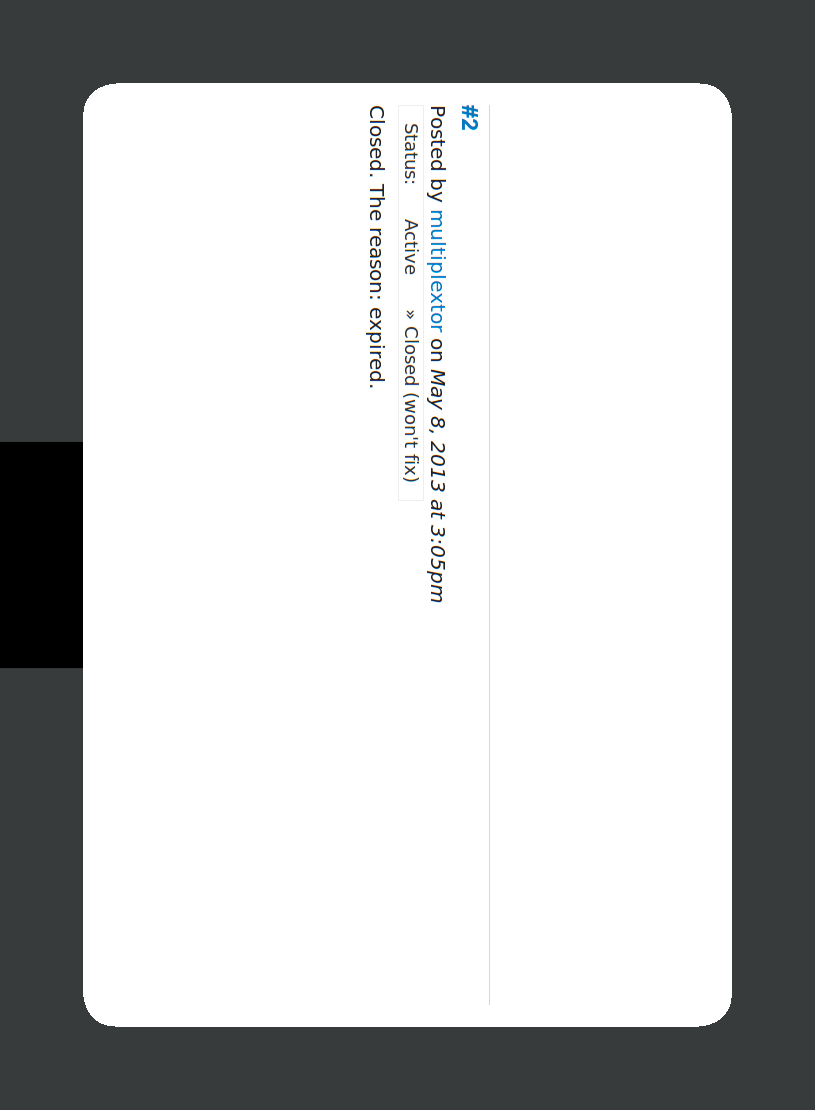 #2
Posted by multiplextor on May 8, 2013 at 3:05pm
Status: Active » Closed (won't fix)
Closed. The reason: expired.